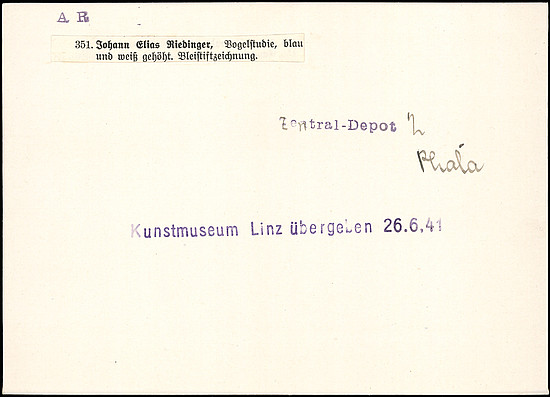 A R
351. Johann Elias Riedinger, Vogelstudie, blau
und weiß gehöht. Bleistiftzeichnung.
Zentral-Depot
Kunstmuseum Linz übergeben 26.6.41